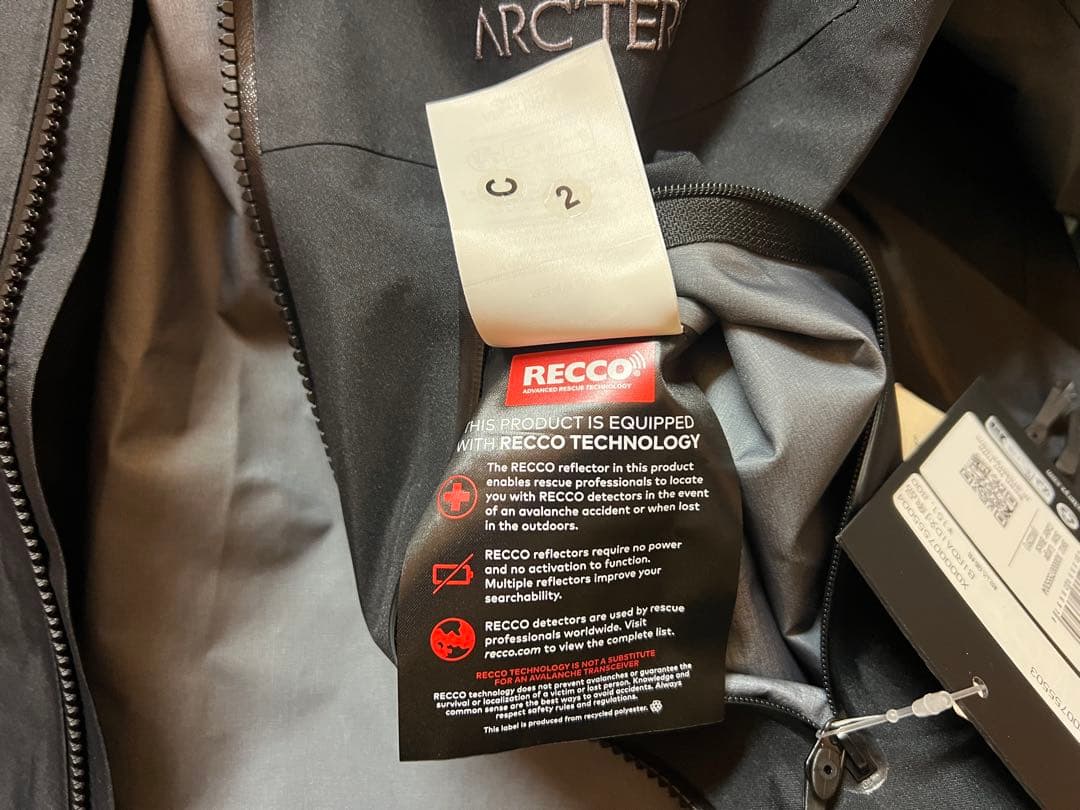 ARC'TER
C
2
RECCO
ADVANCED RESCUE TECHNOLOGY
THIS PRODUCT IS EQUIPPED
WITH RECCO TECHNOLOGY
The RECCO reflector in this product
enables rescue professionals to locate
you with RECCO detectors in the event
of an avalanche accident or when lost
in the outdoors.
RECCO reflectors require no power
and no activation to function.
Multiple reflectors improve your
searchability.
RECCO detectors are used by rescue
professionals worldwide. Visit
recco.com to view the complete list.
RECCO TECHNOLOGY IS NOT A SUBSTITUTE
FOR AN AVALANCHE TRANSCEIVER
RECCO technology does not prevent avalanches or guarantee the
survival or localization of a victim or lost person. Knowledge and
common sense are the best ways to avoid accidents. Always
respect safety rules and regulations.
This label is produced from recycled polyester.